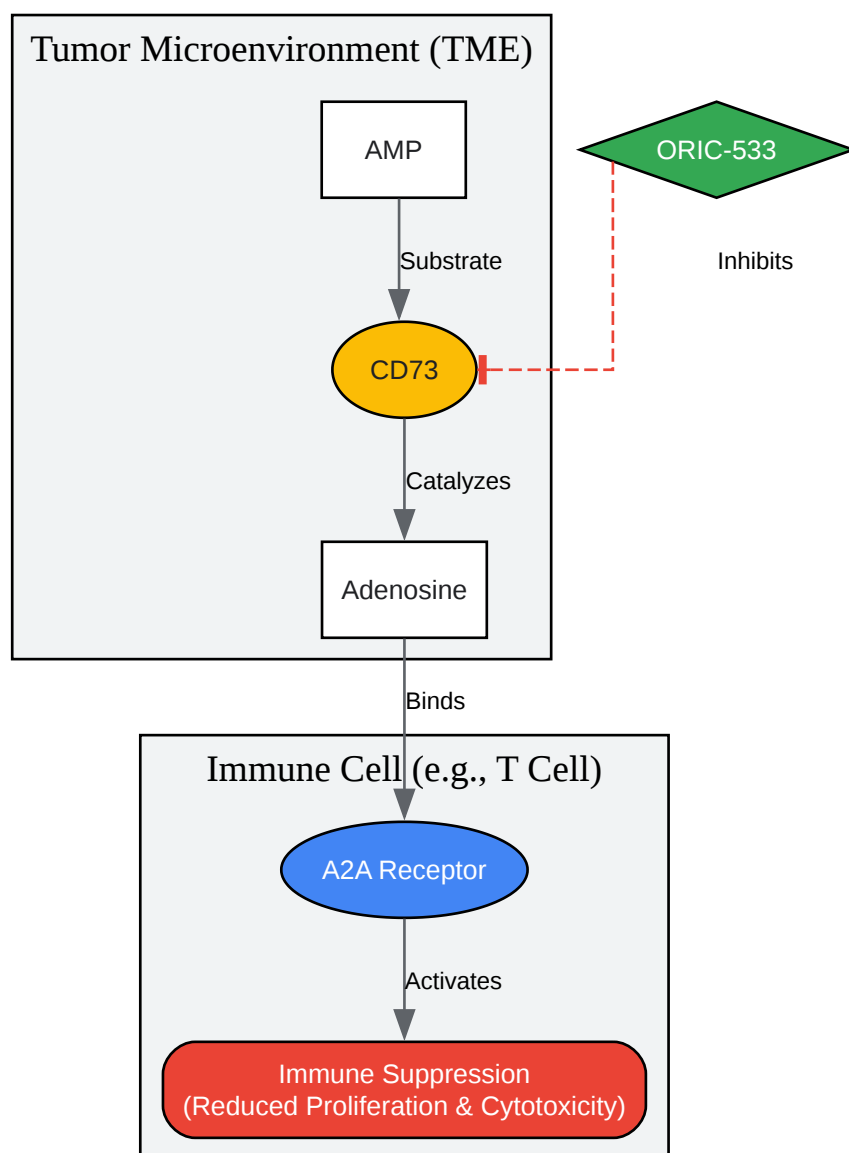 Tumor Microenvironment (TME)
AMP
ORIC-533
Substrate
Inhibits
CD73
Catalyzes
Adenosine
Binds
Immune Cell (e.g., T Cell)
A2A Receptor
Activates
Immune Suppression
(Reduced Proliferation & Cytotoxicity)